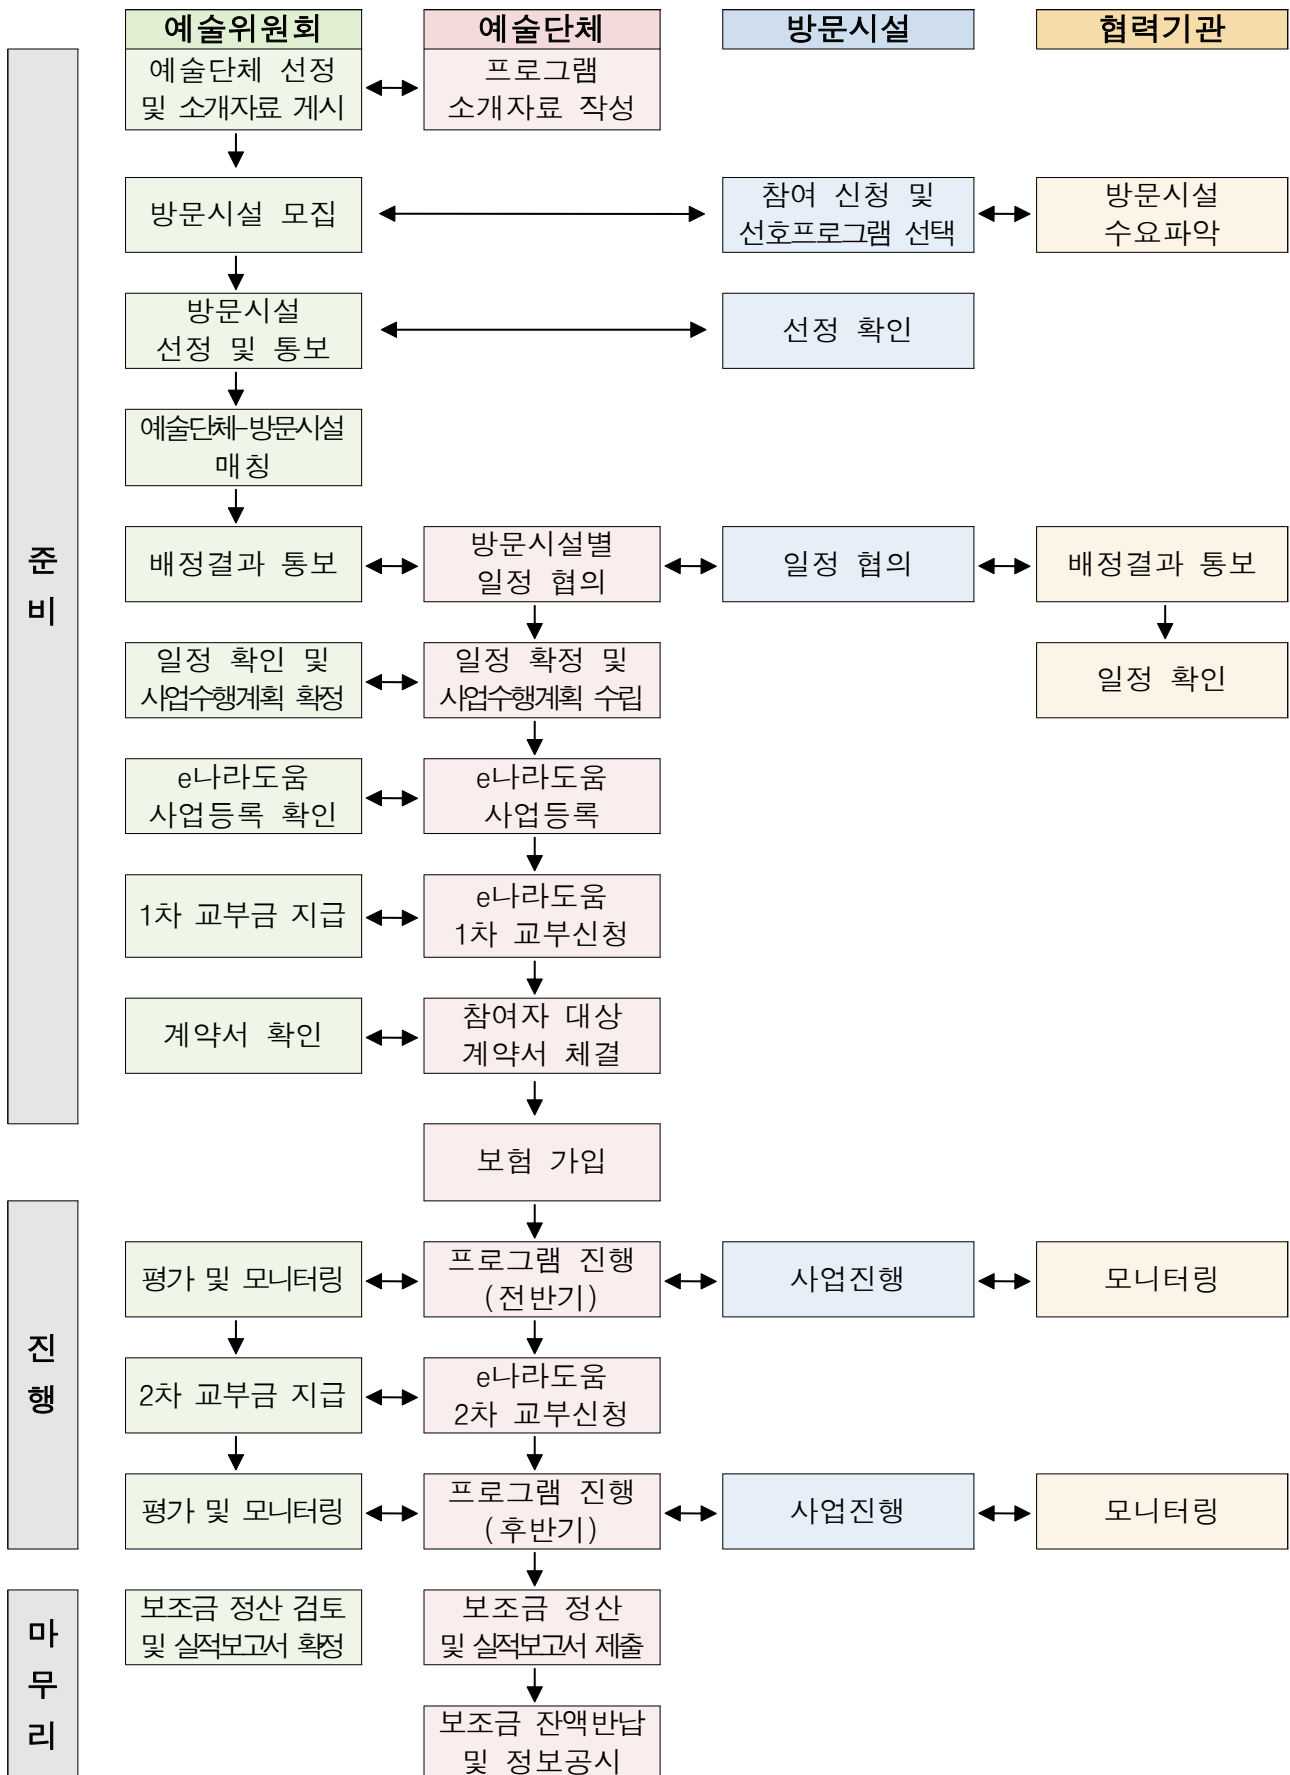 예술위원회
예술단체
방문시설
협력기관
예술단체 선정
및 소개자료 게시
프로그램
소개자료 작성
방문시설 모집
참여 신청 및
선호프로그램 선택
방문시설
수요파악
방문시설
선정 및 통보
선정 확인
예술단체-방문시설
매칭
준
비
배정결과 통보
방문시설별
일정 협의
일정 협의
배정결과 통보
일정 확인 및
사업수행계획 확정
일정 확정 및
사업수행계획 수립
일정 확인
e나라도움
사업등록 확인
e나라도움
사업등록
1차 교부금 지급
e나라도움
1차 교부신청
계약서 확인
참여자 대상
계약서 체결
보험 가입
진
행
평가 및 모니터링
프로그램 진행
(전반기)
사업진행
모니터링
2차 교부금 지급
e나라도움
2차 교부신청
평가 및 모니터링
프로그램 진행
(후반기)
사업진행
모니터링
마
무
리
보조금 정산 검토
및 실적보고서 확정
보조금 정산
및 실적보고서 제출
보조금 잔액반납
및 정보공시